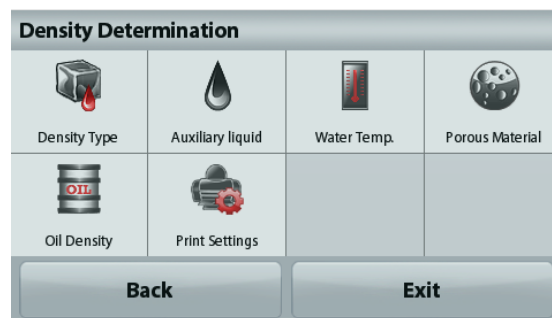 Density Determination
Density Type
Auxiliary liquid
Water Temp.
Porous Material
OIL
Oil Density
Print Settings
Back
Exit